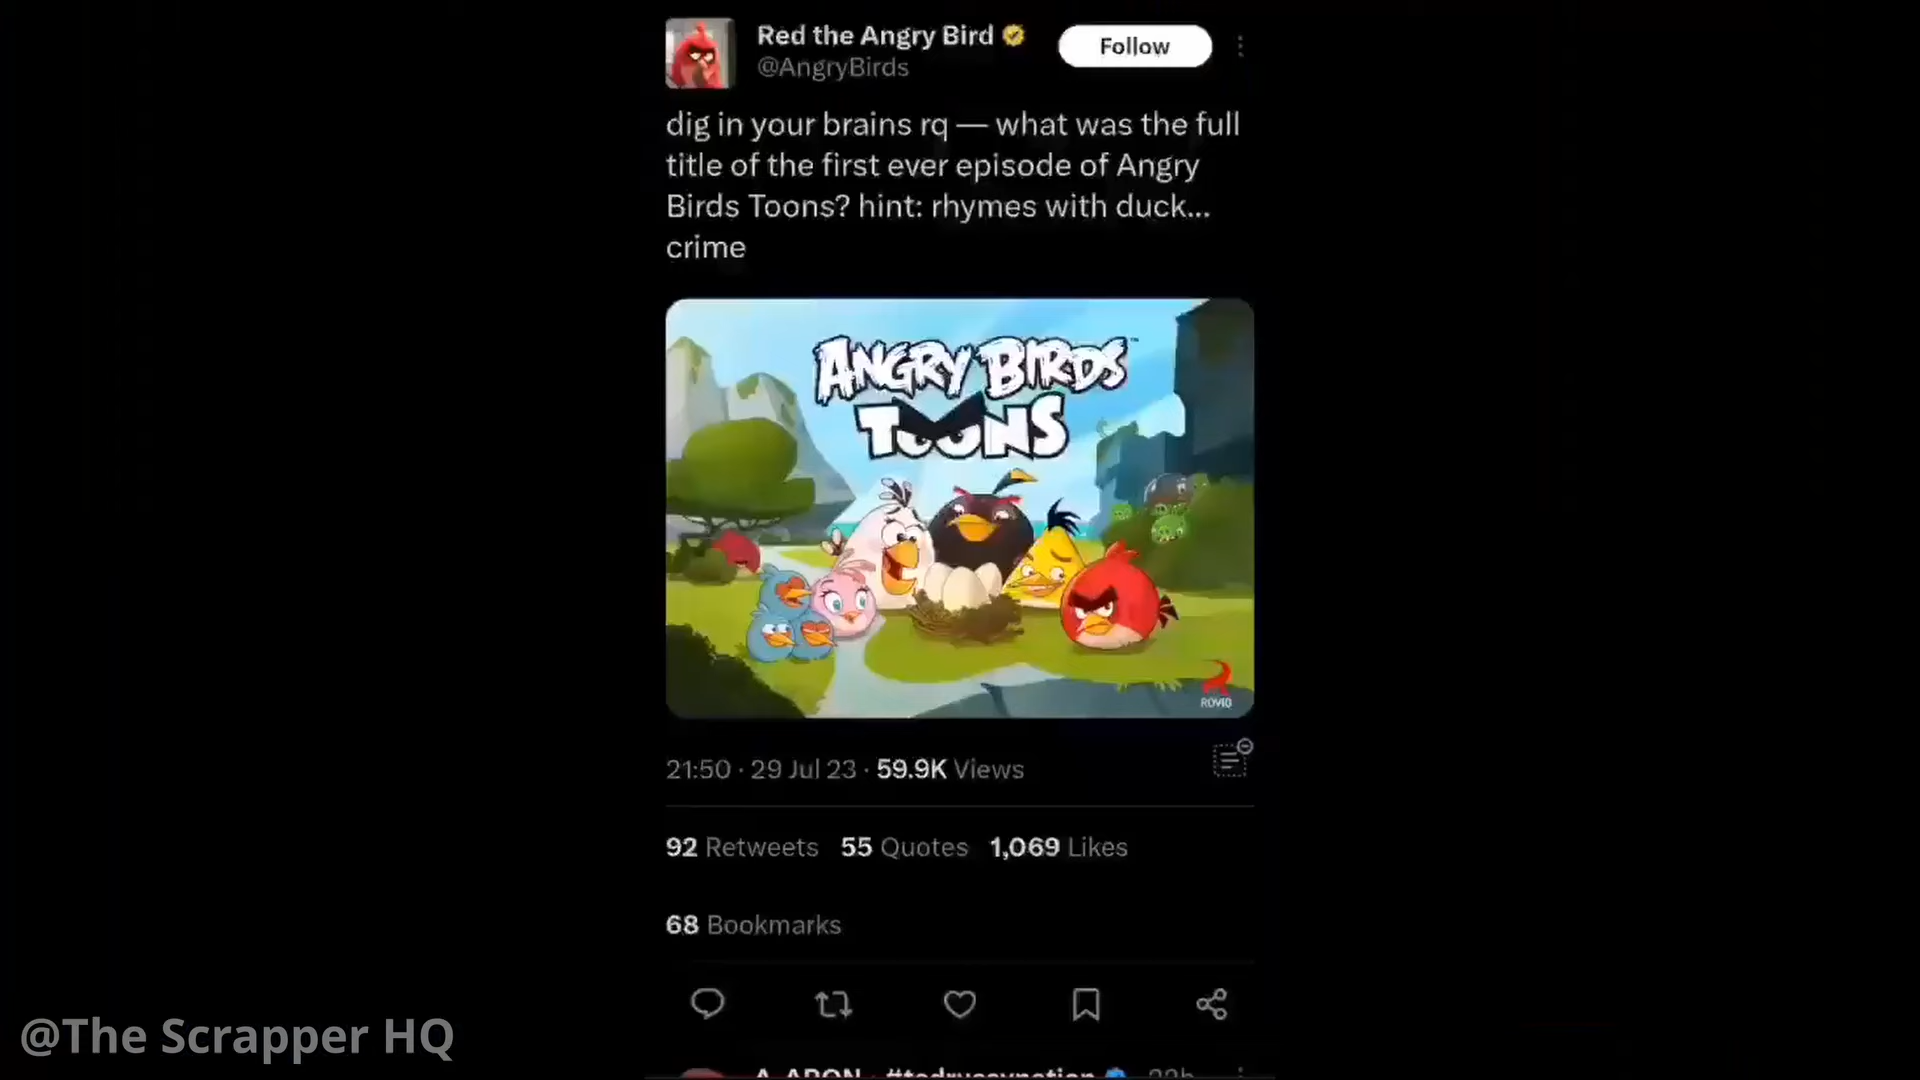 Red the Angry Bird
@AngryBirds
Follow
dig in your brains rq — what was the full
title of the first ever episode of Angry
Birds Toons? hint: rhymes with duck...
crime
ANGRY BIRDS™
TOONS
ROVIO
21:50 · 29 Jul 23 · 59.9K Views
92 Retweets 55 Quotes 1,069 Likes
68 Bookmarks
@The Scrapper HQ